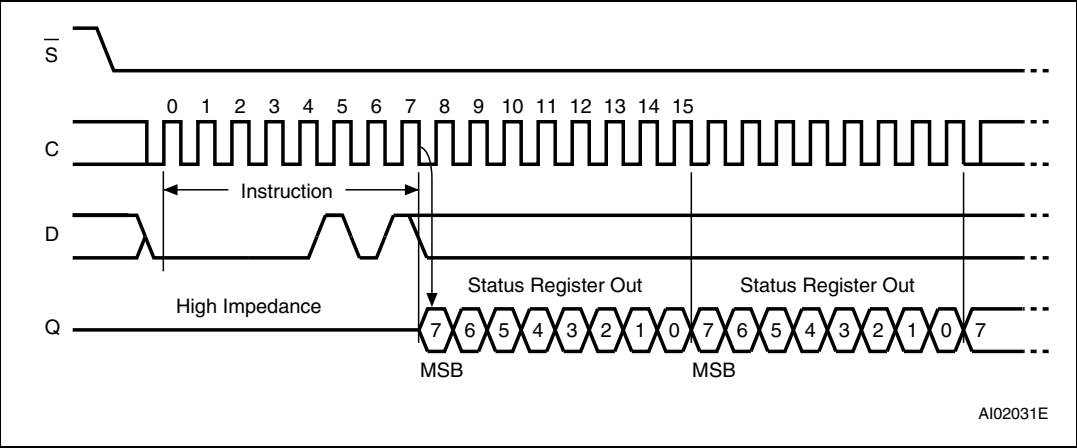 S
0 1 2 3 4 5 6 7 8 9 10 11 12 13 14 15
C
Instruction
D
Status Register Out Status Register Out
High Impedance
Q 7 6 5 4 3 2 1 0 7 6 5 4 3 2 1 0 7
MSB MSB
AI02031E